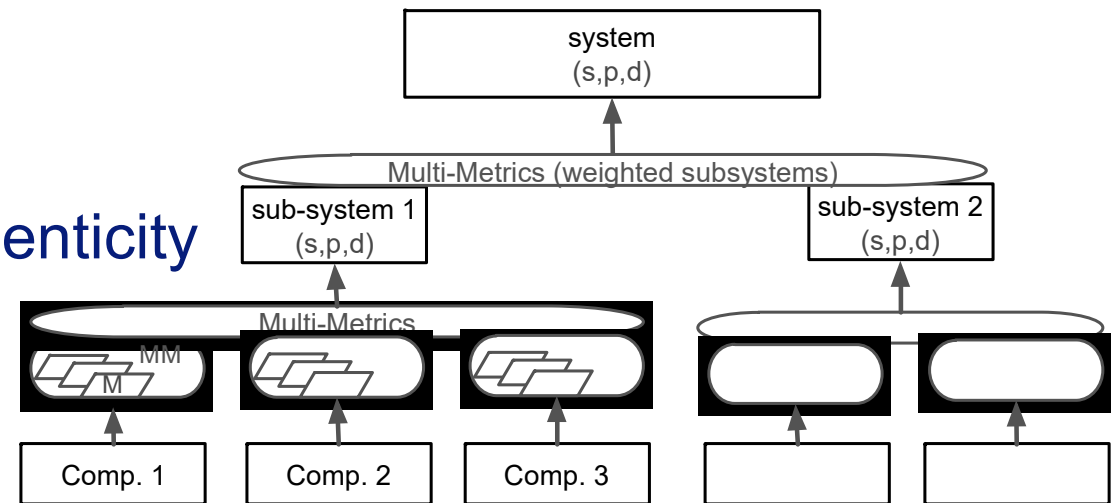 system
(s,p,d)
Multi-Metrics (weighted subsystems)
sub-system 1
(s,p,d)
sub-system 2
(s,p,d)
enticity
Multi-Metrics
MM
M
Comp. 1
Comp. 2
Comp. 3